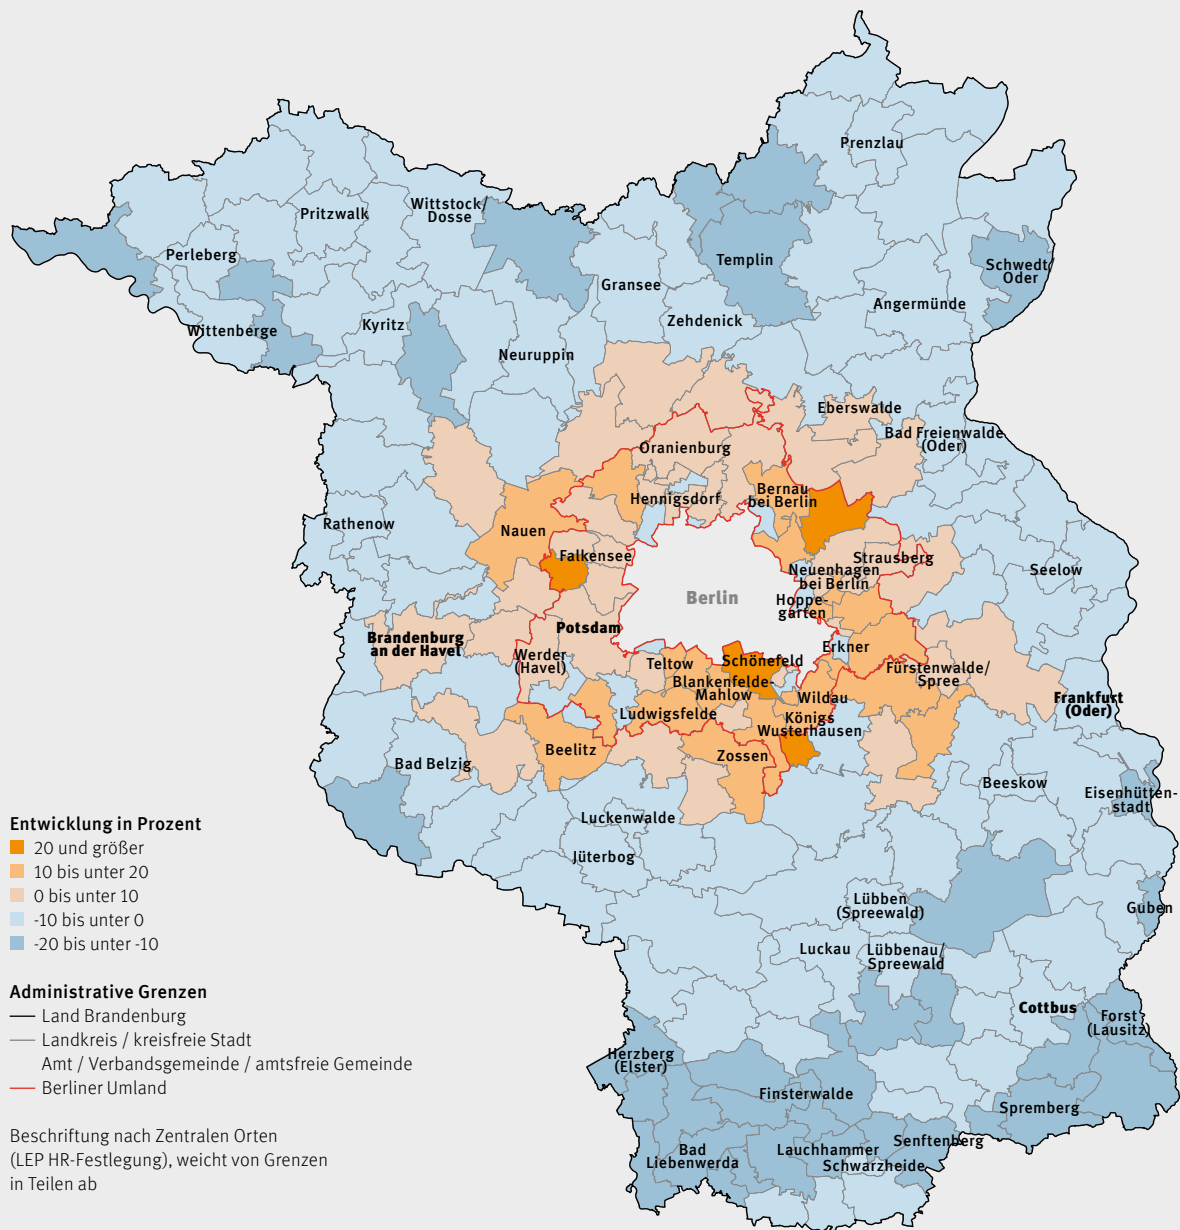 Prenzlau
Pritzwalk
Wittstock/
Dosse
Perleberg
Templin
Schwedt/
Oder
Gransee
Angermünde
Wittenberge
Kyritz
Zehdenick
Neuruppin
Eberswalde
Bad Freienwalde
(Oder)
Oranienburg
Bernau
bei Berlin
Hennigsdorf
Rathenow
Nauen
Falkensee
Strausberg
Neuenhagen
bei Berlin
Seelow
Berlin
Hoppe-
garten
Brandenburg
an der Havel
Potsdam
Werder
(Havel)
Erkner
Teltow
Schönefeld
Fürstenwalde/
Spree
Blankenfelde-
Mahlow
Wildau
Frankfurt
(Oder)
Ludwigsfelde
Königs
Wusterhausen
Beelitz
Zossen
Bad Belzig
Beeskow
Eisenhütten-
stadt
Luckenwalde
Jüterbog
Lübben
(Spreewald)
Guben
Luckau
Lübbenau/
Spreewald
Cottbus
Forst
(Lausitz)
Herzberg
(Elster)
Finsterwalde
Spremberg
Bad
Liebenwerda
Lauchhammer
Senftenberg
Schwarzheide
Entwicklung in Prozent
20 und größer
10 bis unter 20
0 bis unter 10
-10 bis unter 0
-20 bis unter -10
Administrative Grenzen
Land Brandenburg
Landkreis / kreisfreie Stadt
Amt / Verbandsgemeinde / amtsfreie Gemeinde
Berliner Umland
Beschriftung nach Zentralen Orten
(LEP HR-Festlegung), weicht von Grenzen
in Teilen ab